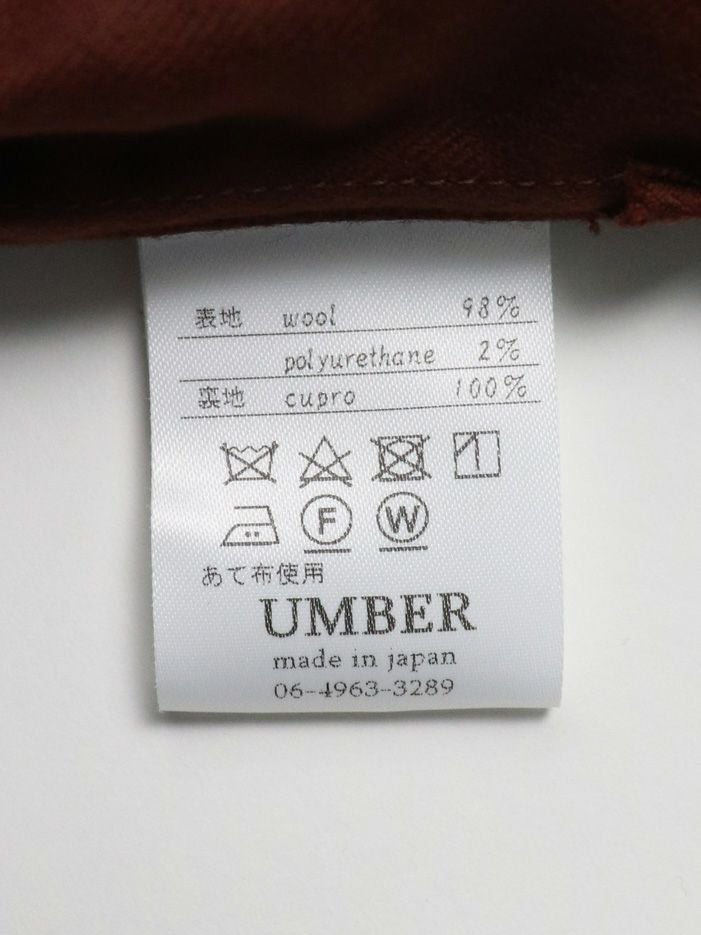 表地 wool 98%
polyurethane 2%
裏地 cupro 100%
F W
あて布使用
UMBER
made in japan
06-4963-3289